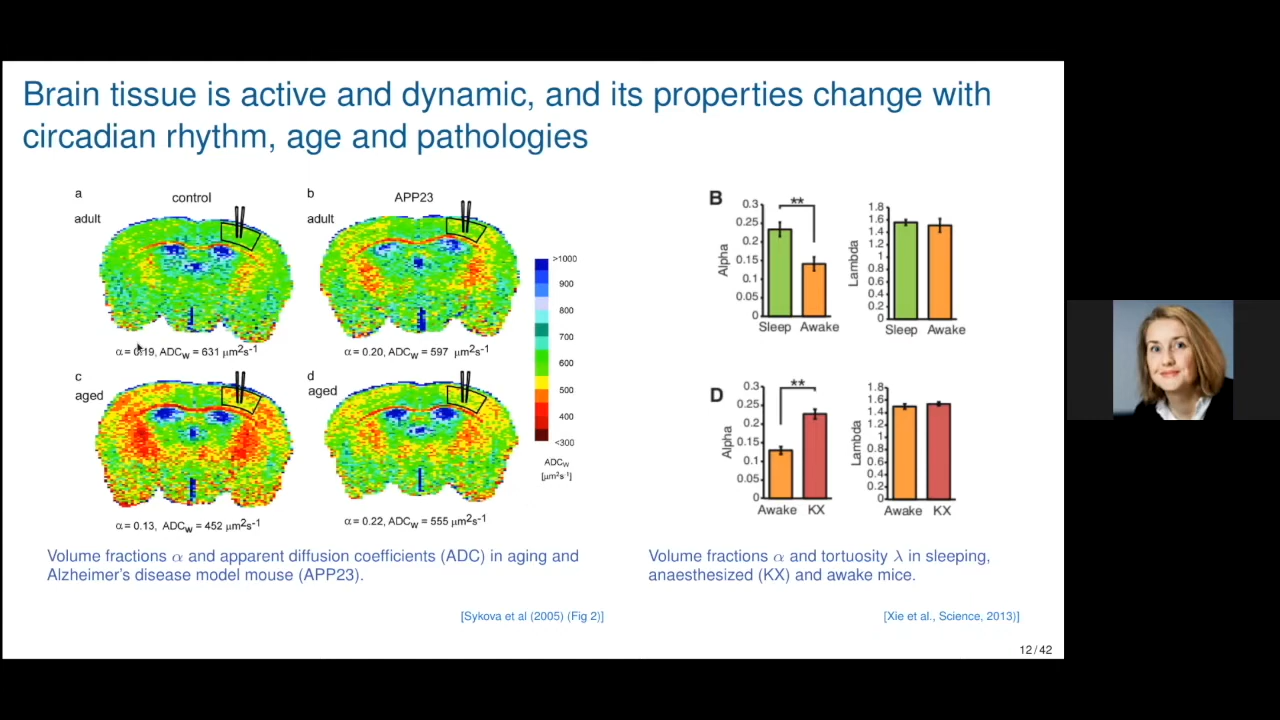 Brain tissue is active and dynamic, and its properties change with
circadian rhythm, age and pathologies
a
control
adult
α = 0.19, ADCw = 631 μm2s-1
b
APP23
adult
α = 0.20, ADCw = 597 μm2s-1
c
aged
α = 0.13, ADCw = 452 μm2s-1
d
aged
α = 0.22, ADCw = 555 μm2s-1
>1000
900
800
700
600
500
400
<300
ADCw
[μm2s-1]
Volume fractions α and apparent diffusion coefficients (ADC) in aging and
Alzheimer's disease model mouse (APP23).
[Sykova et al (2005) (Fig 2)]
B
Alpha
0.3
0.25
0.2
0.15
0.1
0.05
0
**
Sleep Awake
Lambda
1.8
1.6
1.4
1.2
1
0.8
0.6
0.4
0.2
0
Sleep Awake
D
Alpha
0.3
0.25
0.2
0.15
0.1
0.05
0
**
Awake KX
Lambda
1.8
1.6
1.4
1.2
1
0.8
0.6
0.4
0.2
0
Awake KX
Volume fractions α and tortuosity λ in sleeping,
anaesthesized (KX) and awake mice.
[Xie et al., Science, 2013)]
12 / 42